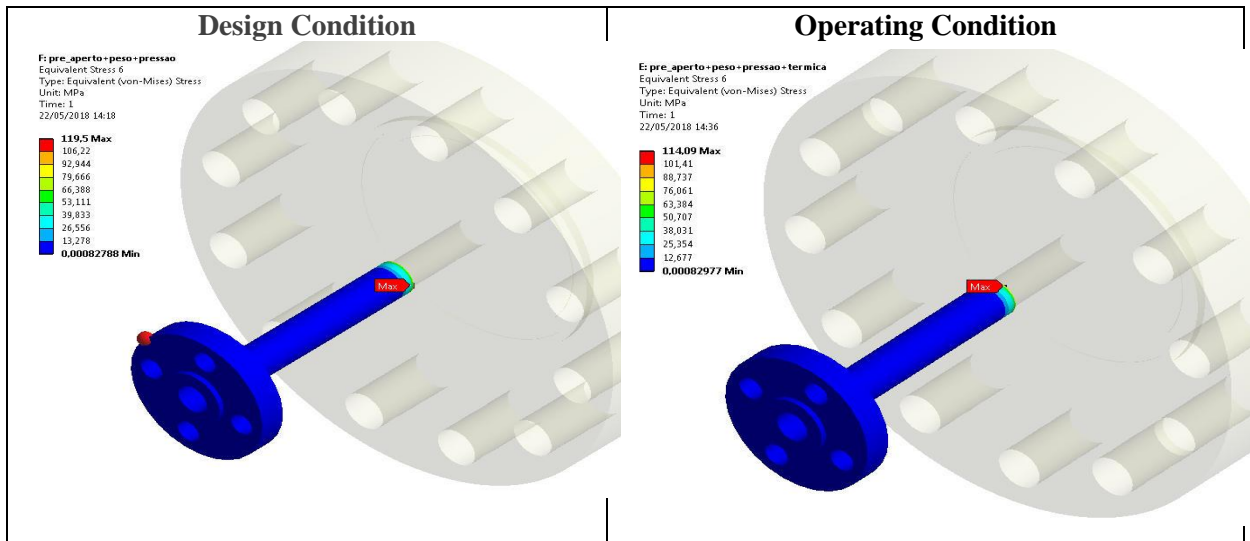 Design Condition
F: pre_aperto+peso+pressao
Equivalent Stress 6
Type: Equivalent (von-Mises) Stress
Unit: MPa
Time: 1
22/05/2018 14:18
119,5 Max
106,22
92,944
79,666
66,388
53,111
39,833
26,556
13,278
0,00082788 Min
Max
Operating Condition
E: pre_aperto+peso+pressao+termica
Equivalent Stress 6
Type: Equivalent (von-Mises) Stress
Unit: MPa
Time: 1
22/05/2018 14:36
114,09 Max
101,41
88,737
76,061
63,384
50,707
38,031
25,354
12,677
0,00082977 Min
Max